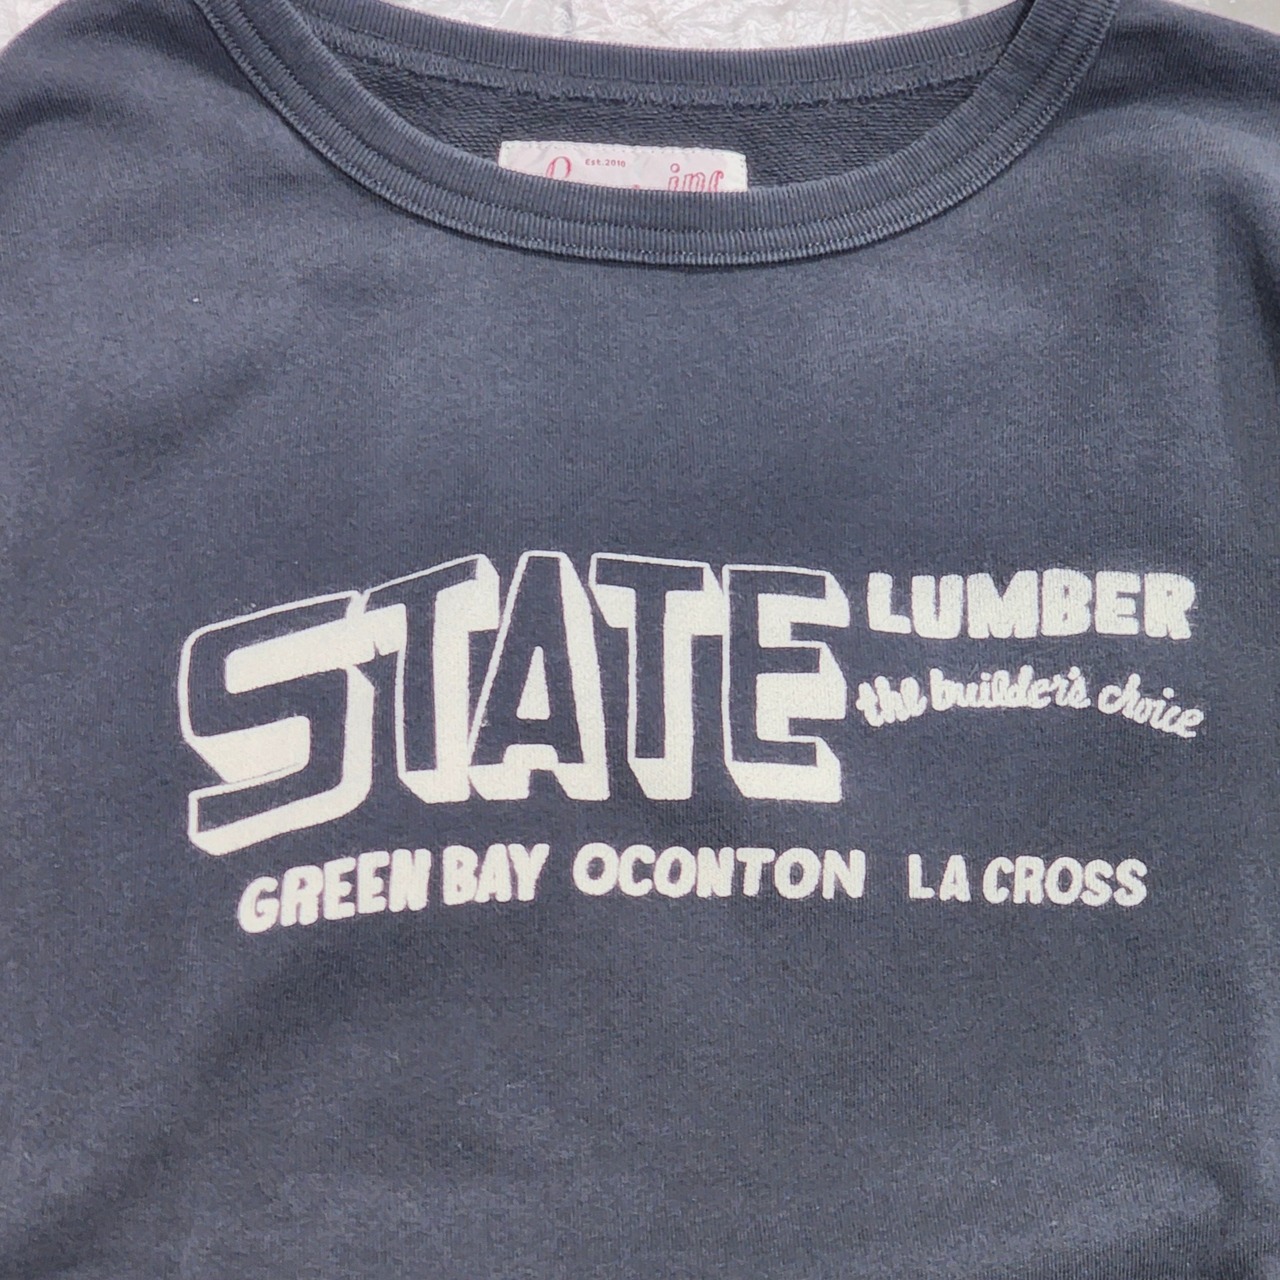 Est. 2010
STATE LUMBER
the builder's choice
GREEN BAY OCONTON LA CROSS